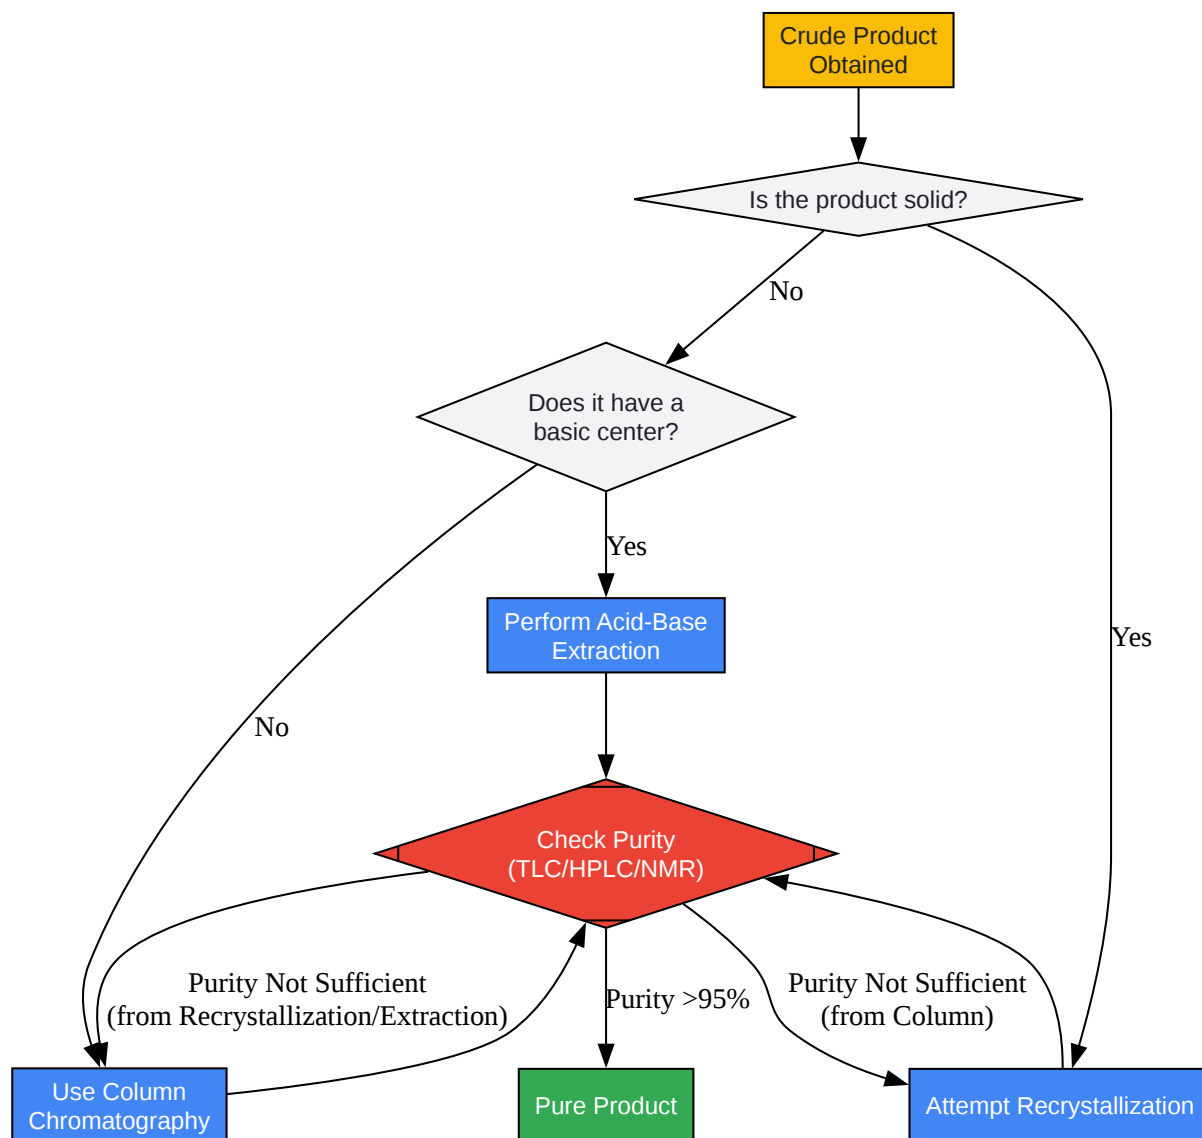 Crude Product
Obtained
Is the product solid?
No
Does it have a
basic center?
Yes
Perform Acid-Base
Extraction
Yes
No
Check Purity
(TLC/HPLC/NMR)
Purity Not Sufficient
(from Recrystallization/Extraction)
Purity >95%
Purity Not Sufficient
(from Column)
Use Column
Chromatography
Pure Product
Attempt Recrystallization